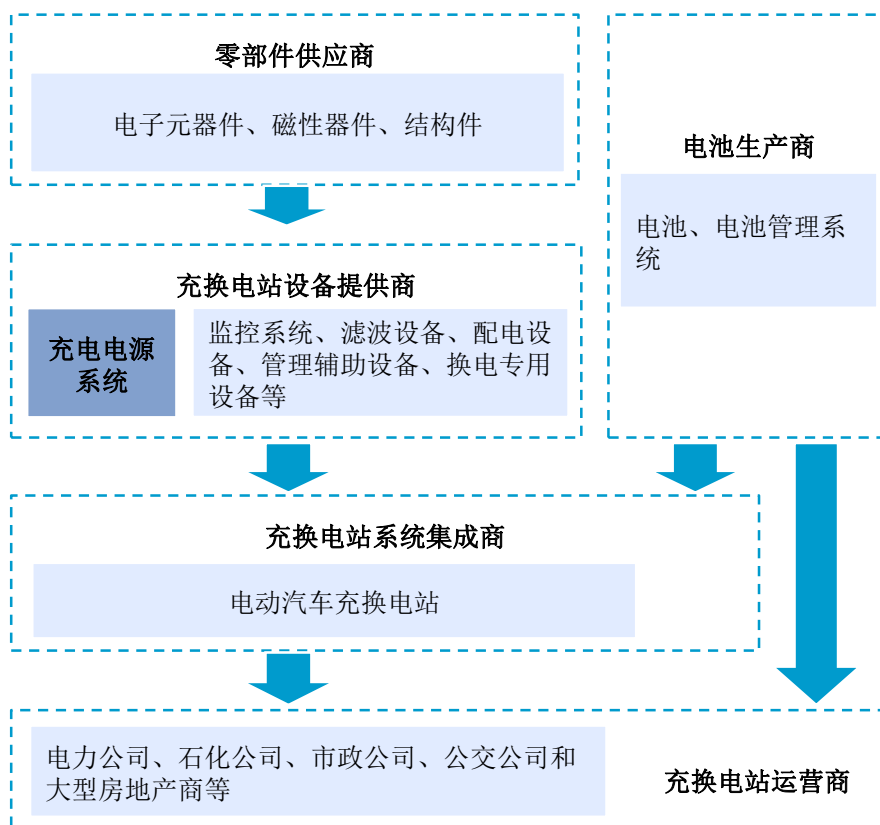 零部件供应商
电子元器件、磁性器件、结构件
电池生产商
电池、电池管理系
统
充换电站设备提供商
充电电源
系统
监控系统、滤波设备、配电设
备、管理辅助设备、换电专用
设备等
充换电站系统集成商
电动汽车充换电站
电力公司、石化公司、市政公司、公交公司和
大型房地产商等
充换电站运营商